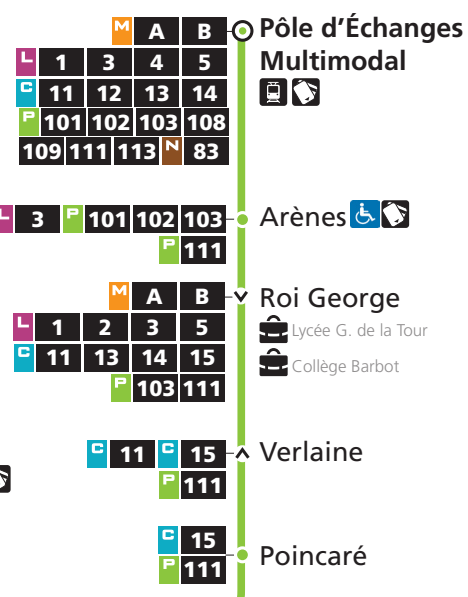 M A B Pôle d'Échanges
L 1 3 4 5 Multimodal
C 11 12 13 14
P 101 102 103 108
109 111 113 N 83
L 3 P 101 102 103 Arènes
P 111
M A B Roi George
L 1 2 3 5 Lycée G. de la Tour
C 11 13 14 15 Collège Barbot
P 103 111
C 11 C 15 Verlaine
P 111
C 15 Poincaré
P 111